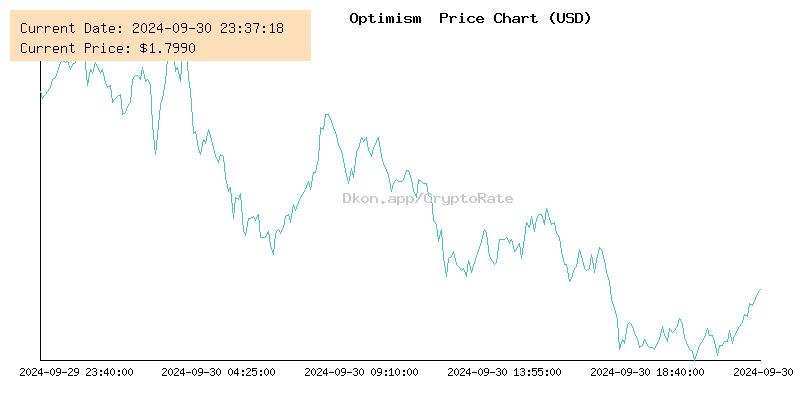 Optimism Price Chart (USD)
Current Date: 2024-09-30 23:37:18
Current Price: $1.7990
Dkon.app/CryptoRate
2024-09-29 23:40:00 2024-09-30 04:25:00 2024-09-30 09:10:00 2024-09-30 13:55:00 2024-09-30 18:40:00 2024-09-30